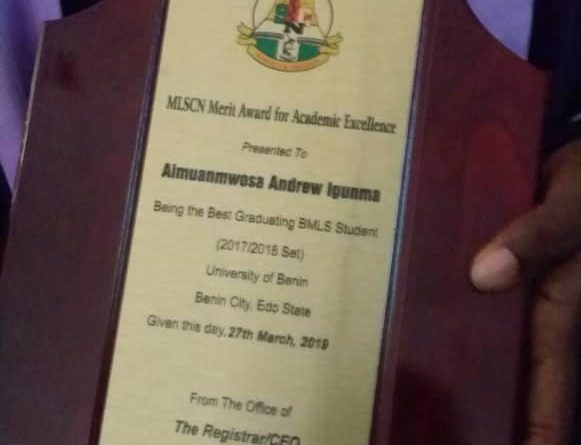 MLSCN Merit Award for Academic Excellence
Presented To
Aimuanmwosa Andrew Igunma
Being the Best Graduating BMLS Student
(2017/2018 Set)
University of Benin
Benin City, Edo State
Given this day, 27th March, 2019
From The Office of
The Registrar/CEO